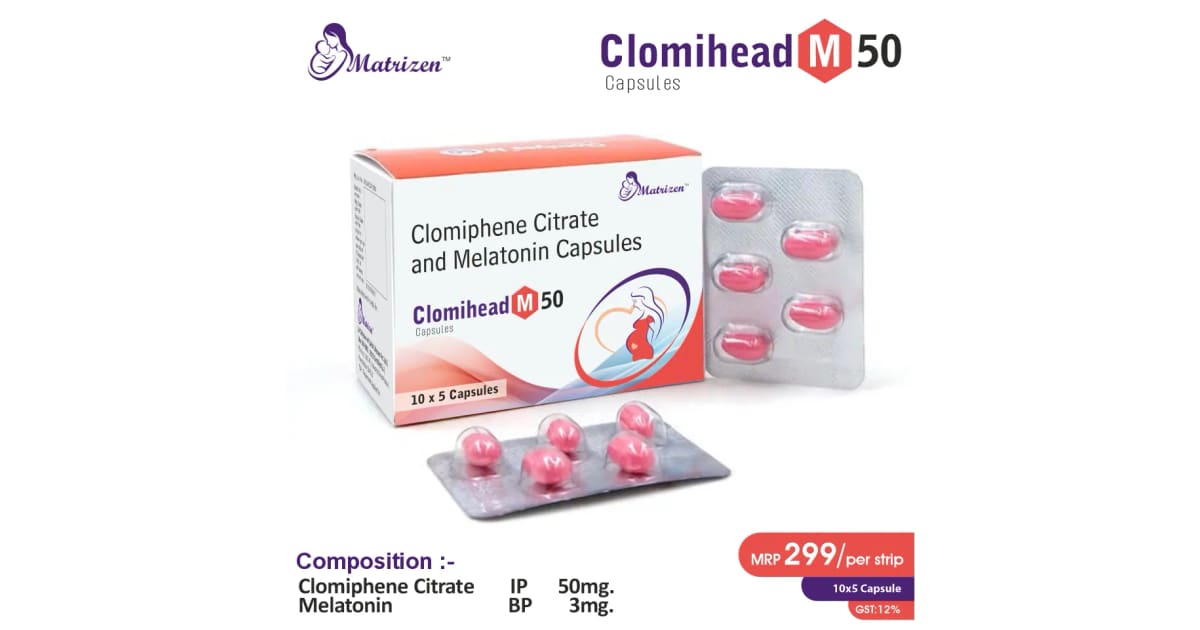 Matrizen™
Clomihead M 50
Capsules
Matrizen™
Clomiphene Citrate
and Melatonin Capsules
Clomihead M 50
Capsules
10 x 5 Capsules
Matrizen
Composition :-
Clomiphene Citrate IP 50mg.
Melatonin BP 3mg.
MRP 299/per strip
10x5 Capsule
GST:12%